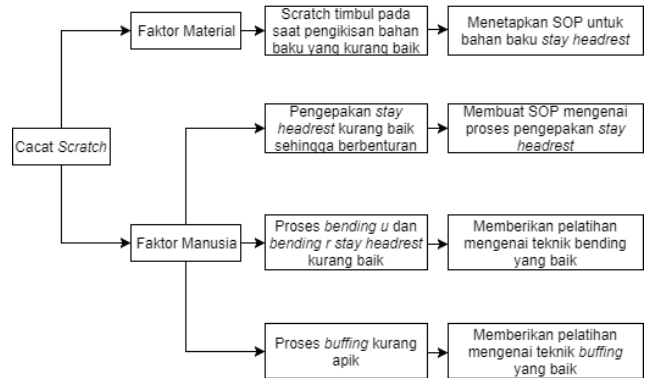 Cacat Scratch
Faktor Material
Scratch timbul pada
saat pengikisan bahan
baku yang kurang baik
Menetapkan SOP untuk
bahan baku stay headrest
Faktor Manusia
Pengepakan stay
headrest kurang baik
sehingga berbenturan
Membuat SOP mengenai
proses pengepakan stay
headrest
Proses bending u dan
bending r stay headrest
kurang baik
Memberikan pelatihan
mengenai teknik bending
yang baik
Proses buffing kurang
apik
Memberikan pelatihan
mengenai teknik buffing
yang baik